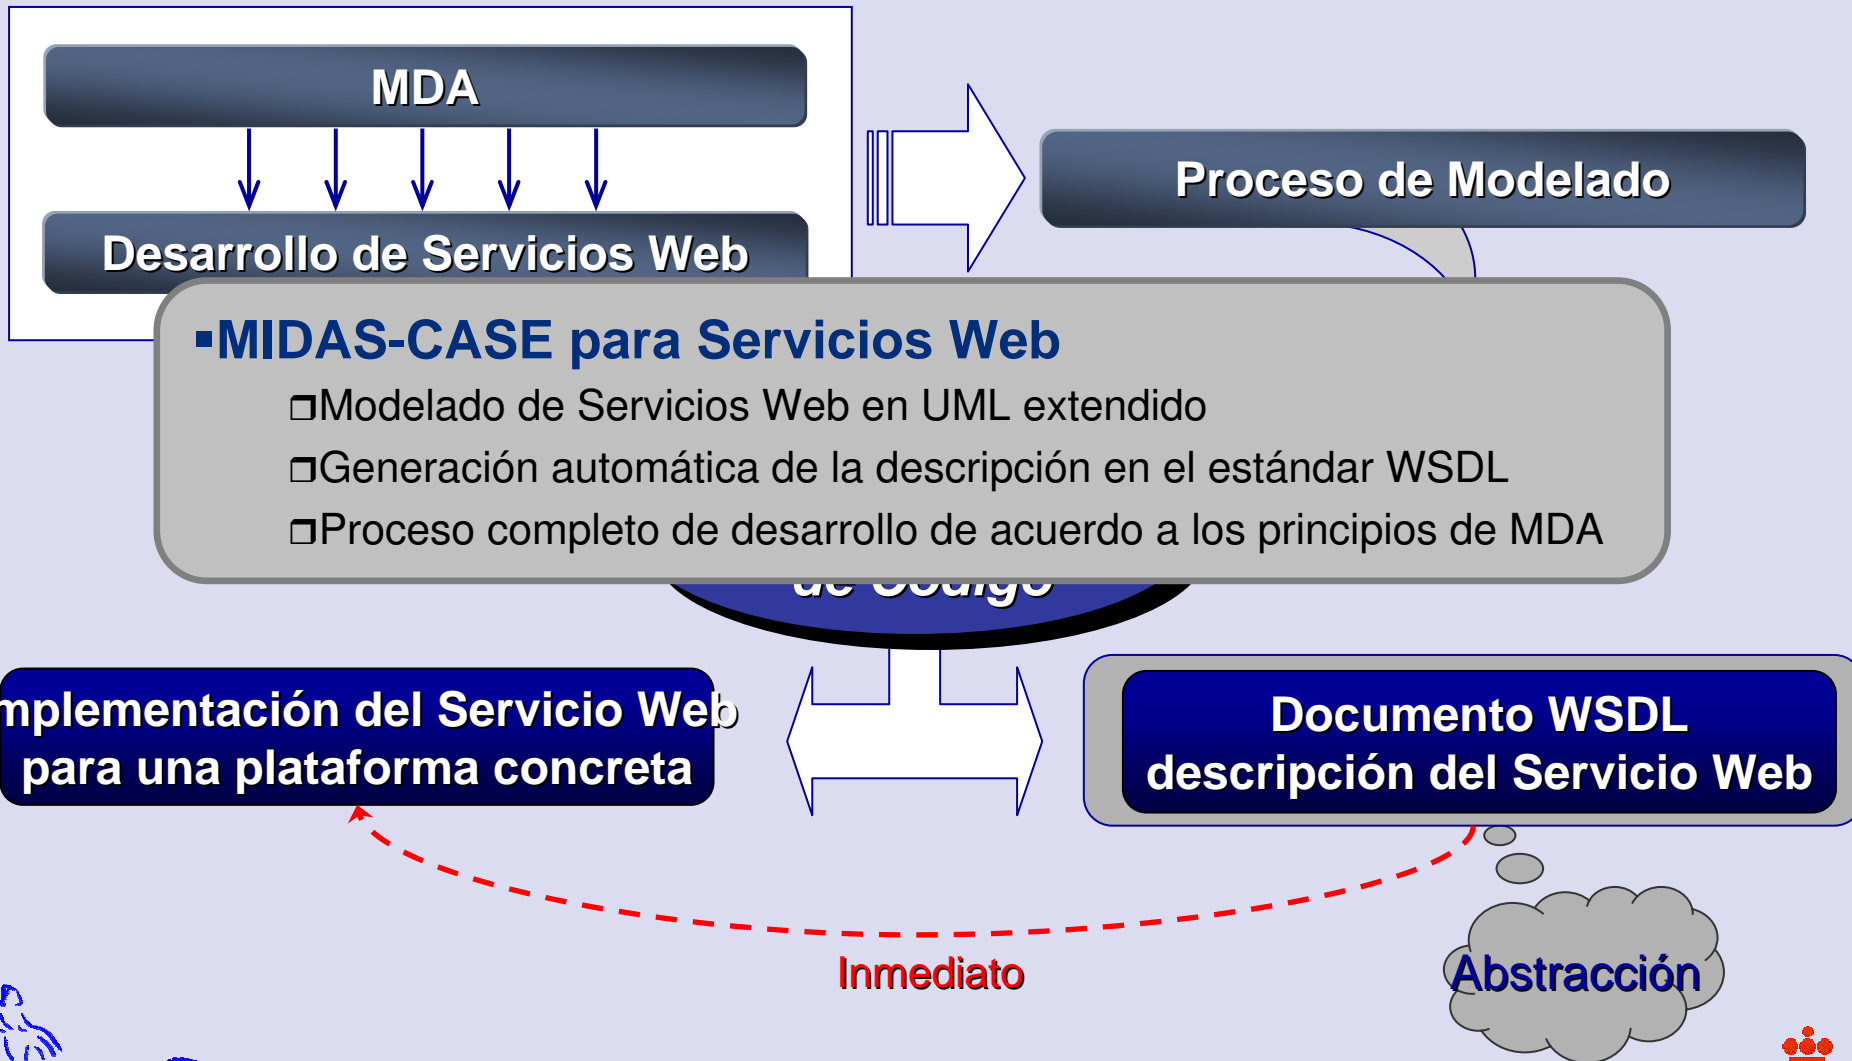 MDA
Desarrollo de Servicios Web
Proceso de Modelado
▪MIDAS-CASE para Servicios Web
❒Modelado de Servicios Web en UML extendido
❒Generación automática de la descripción en el estándar WSDL
❒Proceso completo de desarrollo de acuerdo a los principios de MDA
de Código
mplementación del Servicio Web
para una plataforma concreta
Documento WSDL
descripción del Servicio Web
Inmediato
Abstracción